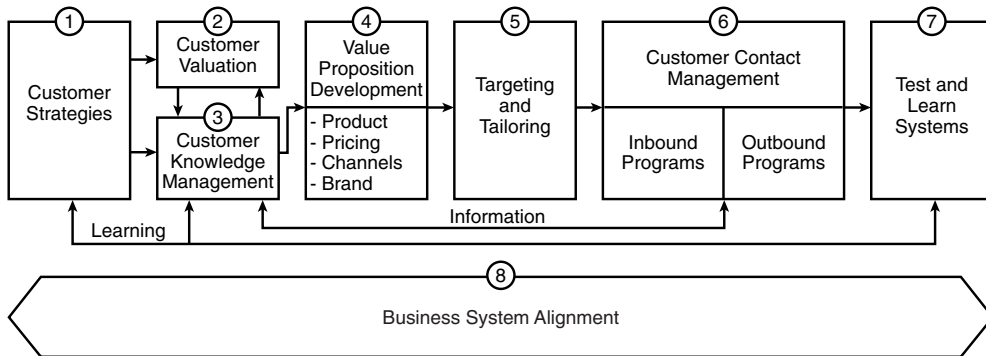 1
Customer
Strategies
2
Customer
Valuation
3
Customer
Knowledge
Management
4
Value
Proposition
Development
- Product
- Pricing
- Channels
- Brand
5
Targeting
and
Tailoring
6
Customer Contact
Management
Inbound
Programs
Outbound
Programs
7
Test and
Learn
Systems
Information
Learning
8
Business System Alignment